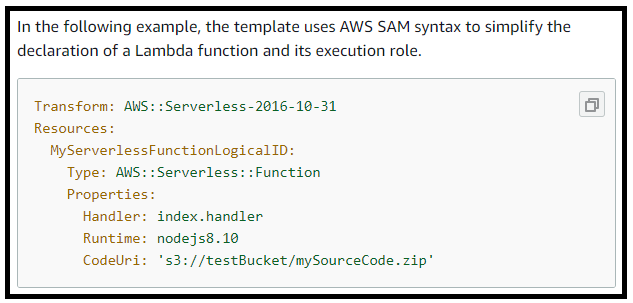 In the following example, the template uses AWS SAM syntax to simplify the
declaration of a Lambda function and its execution role.
Transform: AWS::Serverless-2016-10-31
Resources:
  MyServerlessFunctionLogicalID:
    Type: AWS::Serverless::Function
    Properties:
      Handler: index.handler
      Runtime: nodejs8.10
      CodeUri: 's3://testBucket/mySourceCode.zip'